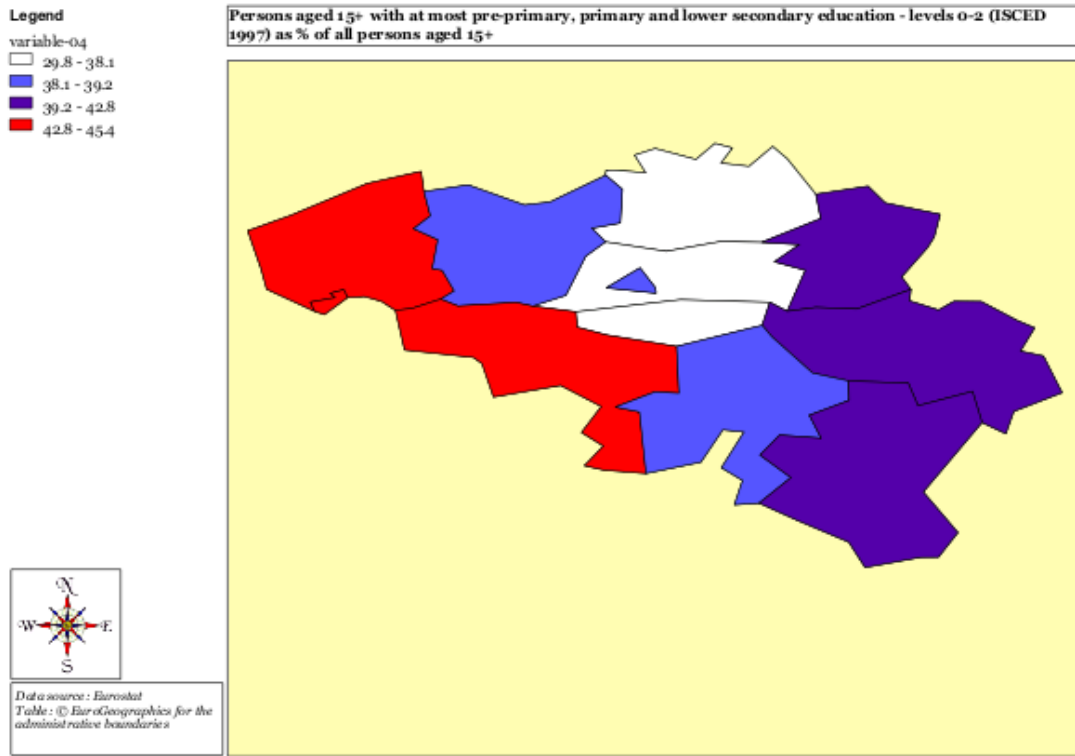 Legend
variable-04
29.8 - 38.1
38.1 - 39.2
39.2 - 42.8
42.8 - 45.4
Persons aged 15+ with at most pre-primary, primary and lower secondary education - levels 0-2 (ISCED
1997) as % of all persons aged 15+
N
W E
S
Data source : Eurostat
Table : © EuroGeographics for the
administrative boundaries